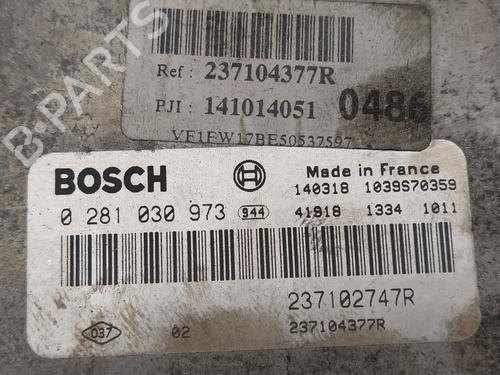 Ref : 237104377R
PJI : 141014051 0486
VF1FW17BE50537597
BOSCH
Made in France
140318 1039S70359
0 281 030 973 944
41918 1334 1011
237102747R
037 02 237104377R
B-Parts